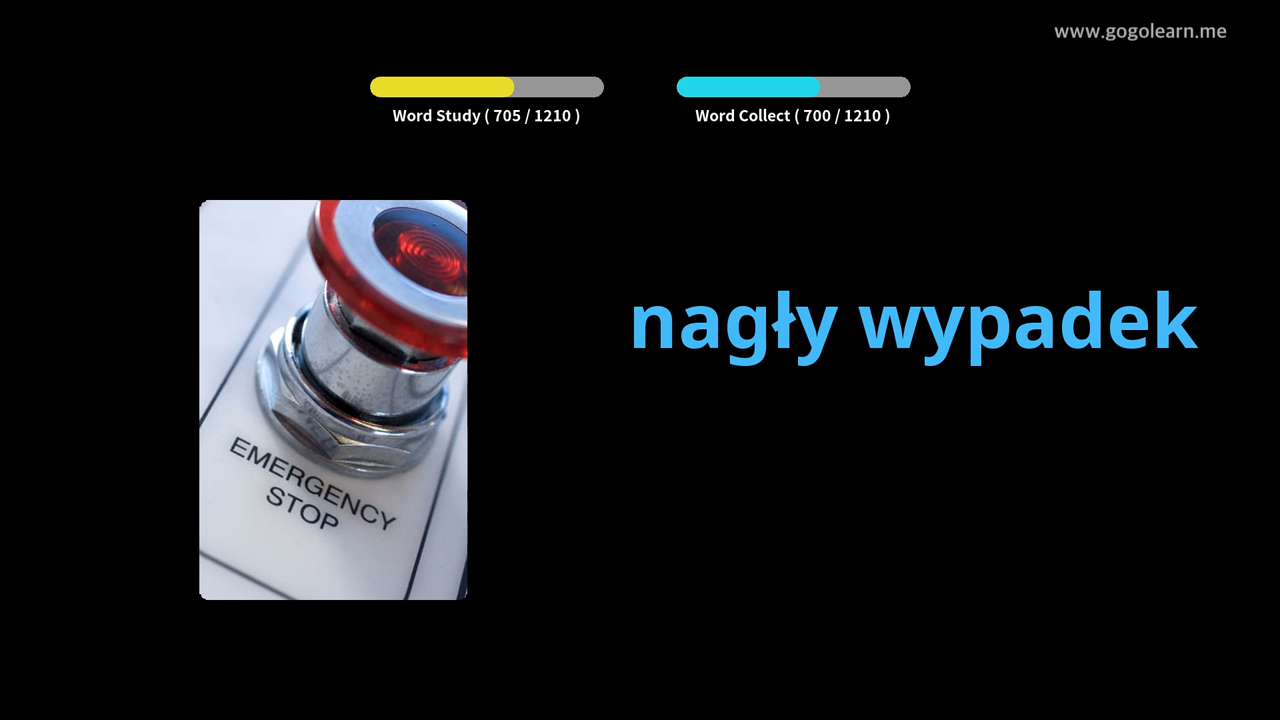 www.gogolearn.me
Word Study ( 705 / 1210 )
Word Collect ( 700 / 1210 )
nagły wypadek
EMERGENCY
STOP